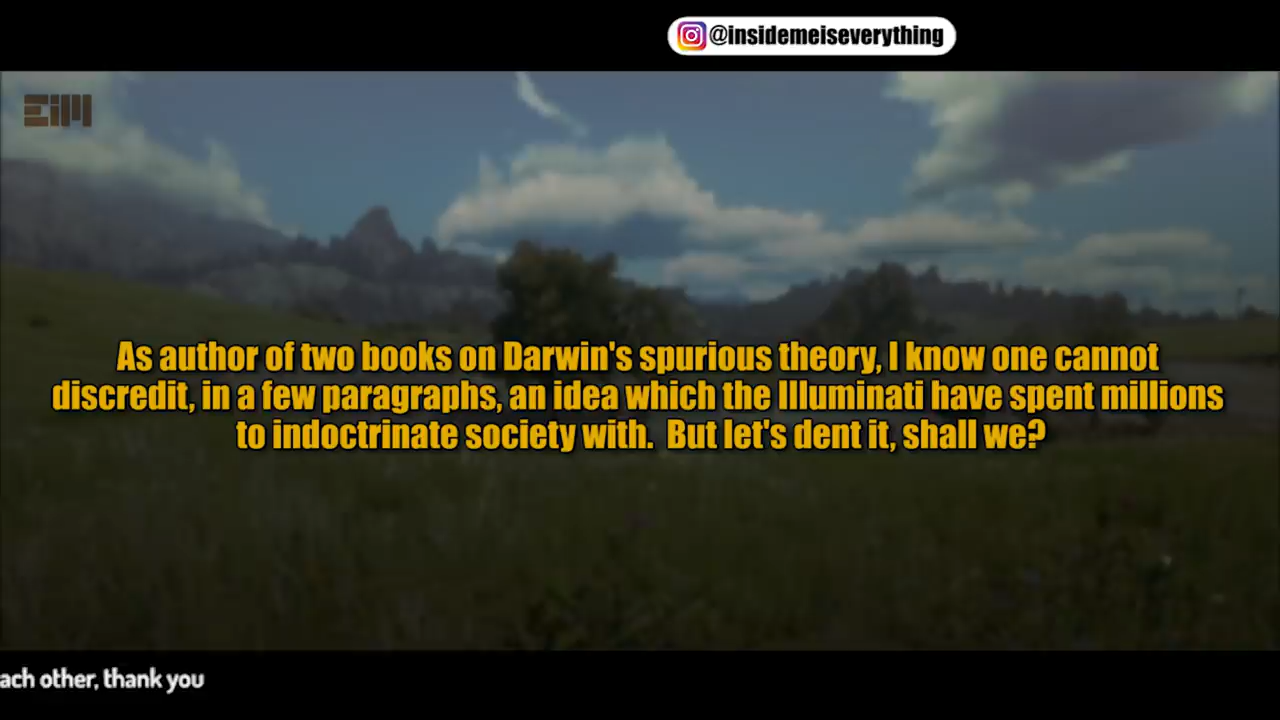 @insidemeiseverything
EiM
As author of two books on Darwin's spurious theory, I know one cannot
discredit, in a few paragraphs, an idea which the Illuminati have spent millions
to indoctrinate society with.  But let's dent it, shall we?
ach other, thank you